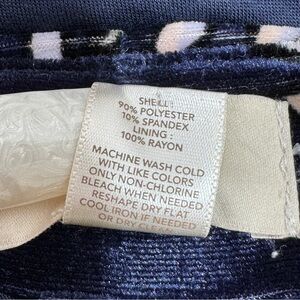 SHELL :
90% POLYESTER
10% SPANDEX
LINING :
100% RAYON
MACHINE WASH COLD
WITH LIKE COLORS
ONLY NON-CHLORINE
BLEACH WHEN NEEDED
RESHAPE DRY FLAT
COOL IRON IF NEEDED
OR DRY CLEAN